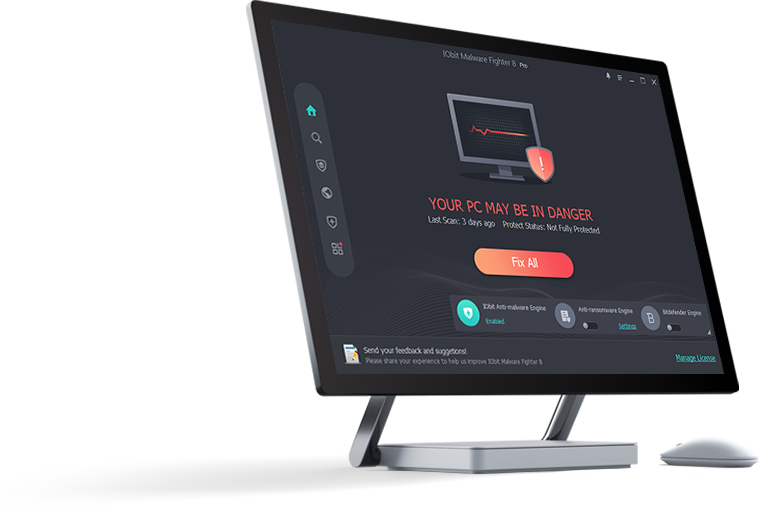 IObit Malware Fighter 8 Pro
YOUR PC MAY BE IN DANGER
Last Scan: 3 days ago Protect Status: Not Fully Protected
Fix All
IObit Anti-malware Engine
Enabled
Anti-ransomware Engine
Settings
B
Bitdefender Engine
Send your feedback and suggetions!
Please share your experience to help us improve IObit Malware Fighter 8
Manage License